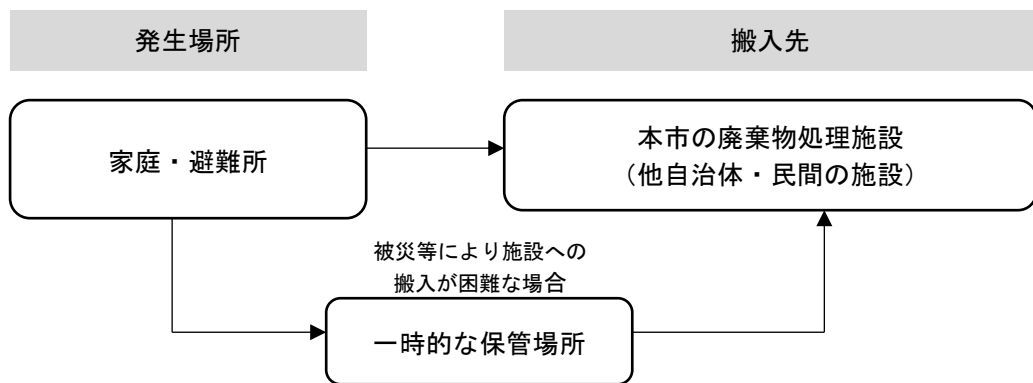 発生場所
搬入先
家庭・避難所
本市の廃棄物処理施設
（他自治体・民間の施設）
被災等により施設への
搬入が困難な場合
一時的な保管場所